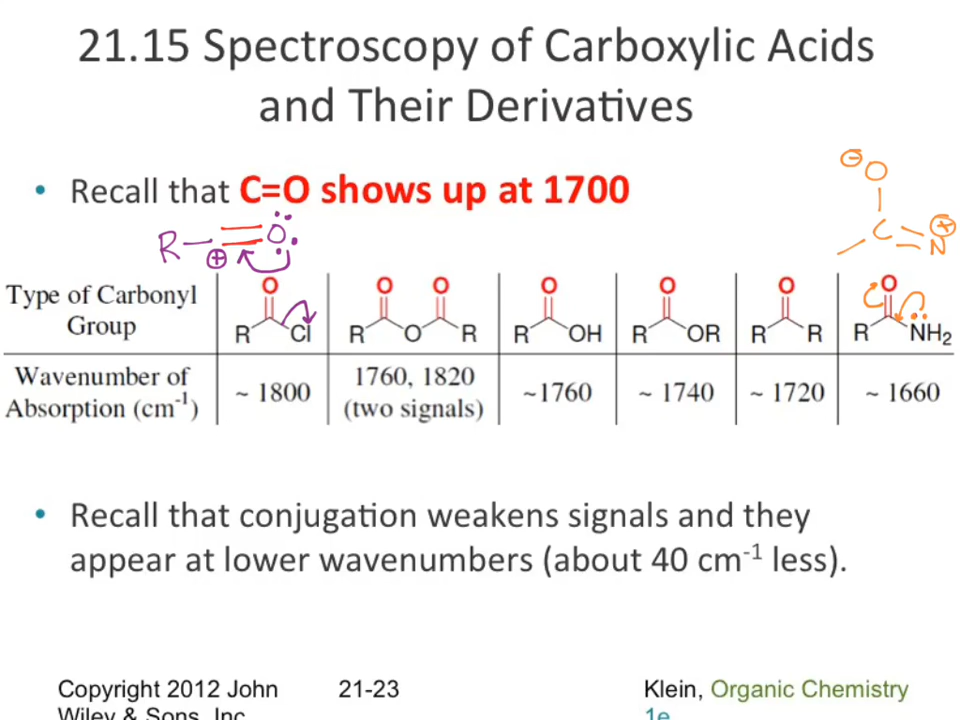 21.15 Spectroscopy of Carboxylic Acids
and Their Derivatives
• Recall that C=O shows up at 1700
⊖ O
R ⊕ O
C ⊕ N
Type of Carbonyl
Group
O R Cl
O O R O R
O R OH
O R OR
O R R
O R NH₂
Wavenumber of
Absorption (cm⁻¹)
~ 1800
1760, 1820
(two signals)
~1760
~ 1740
~ 1720
~ 1660
• Recall that conjugation weakens signals and they
appear at lower wavenumbers (about 40 cm⁻¹ less).
Copyright 2012 John
Wiley & Sons, Inc
21-23
Klein, Organic Chemistry
1e